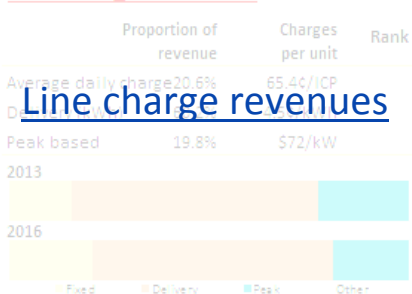 Proportion of revenue Charges per unit Rank
Average daily charge 20.6% 65.4¢/ICP
Line charge revenues
Peak based 19.8% $72/kW
2013
2016
Fixed Delivery Peak Other